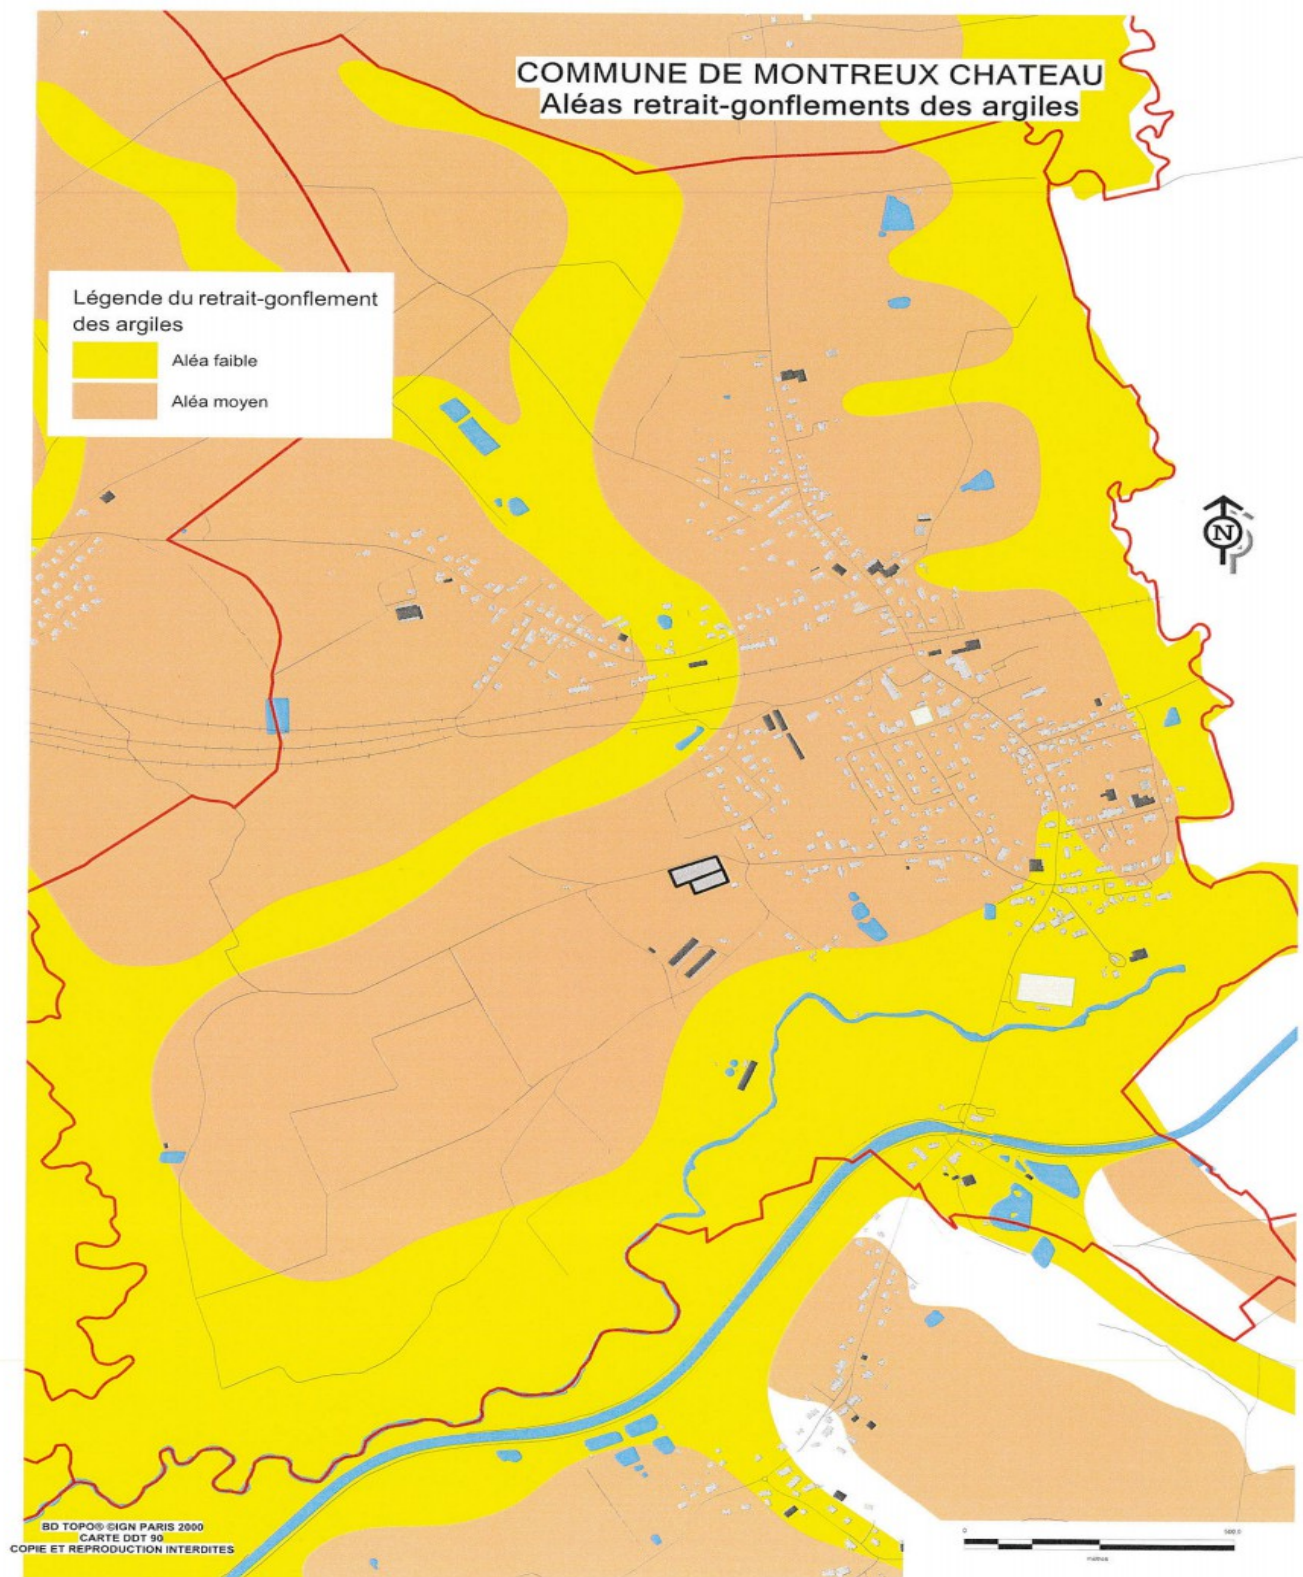 COMMUNE DE MONTREUX CHATEAU
Aléas retrait-gonflements des argiles
Légende du retrait-gonflement
des argiles
Aléa faible
Aléa moyen
N
BD TOPO® ©IGN PARIS 2000
CARTE DDT 90
COPIE ET REPRODUCTION INTERDITES
0
mètres